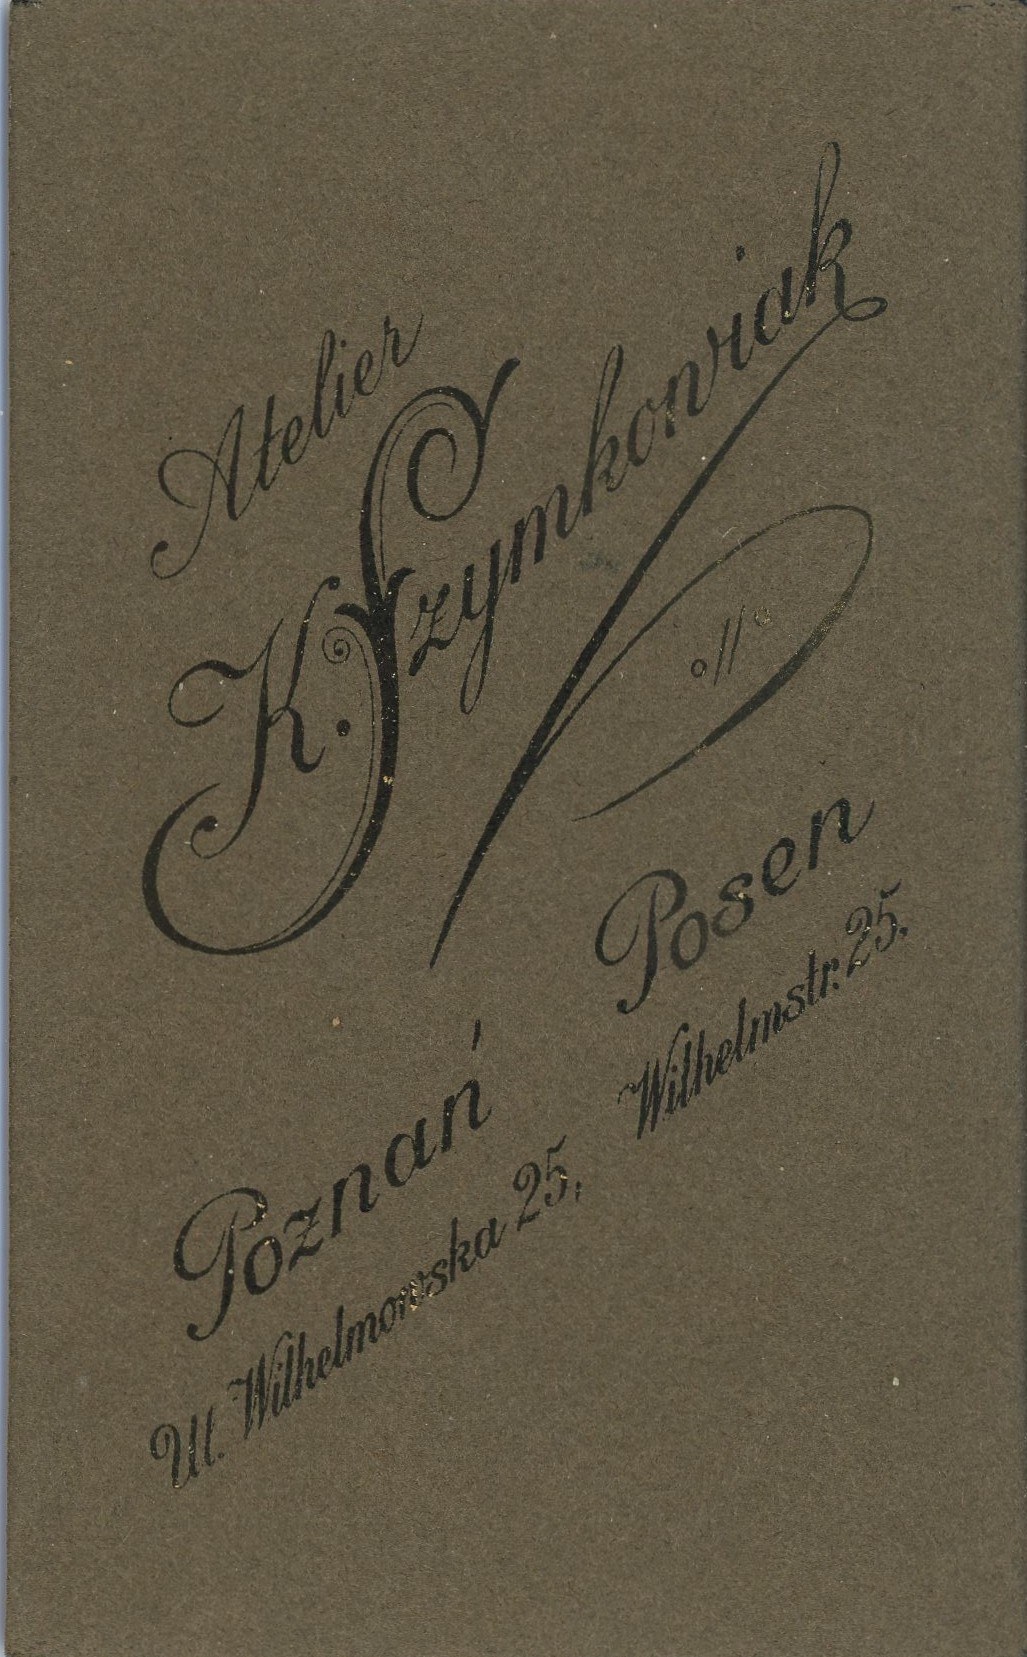 Atelier
K. Szymkowiak
Poznań
Ul. Wilhelmowska 25,
Posen
Wilhelmstr. 25,